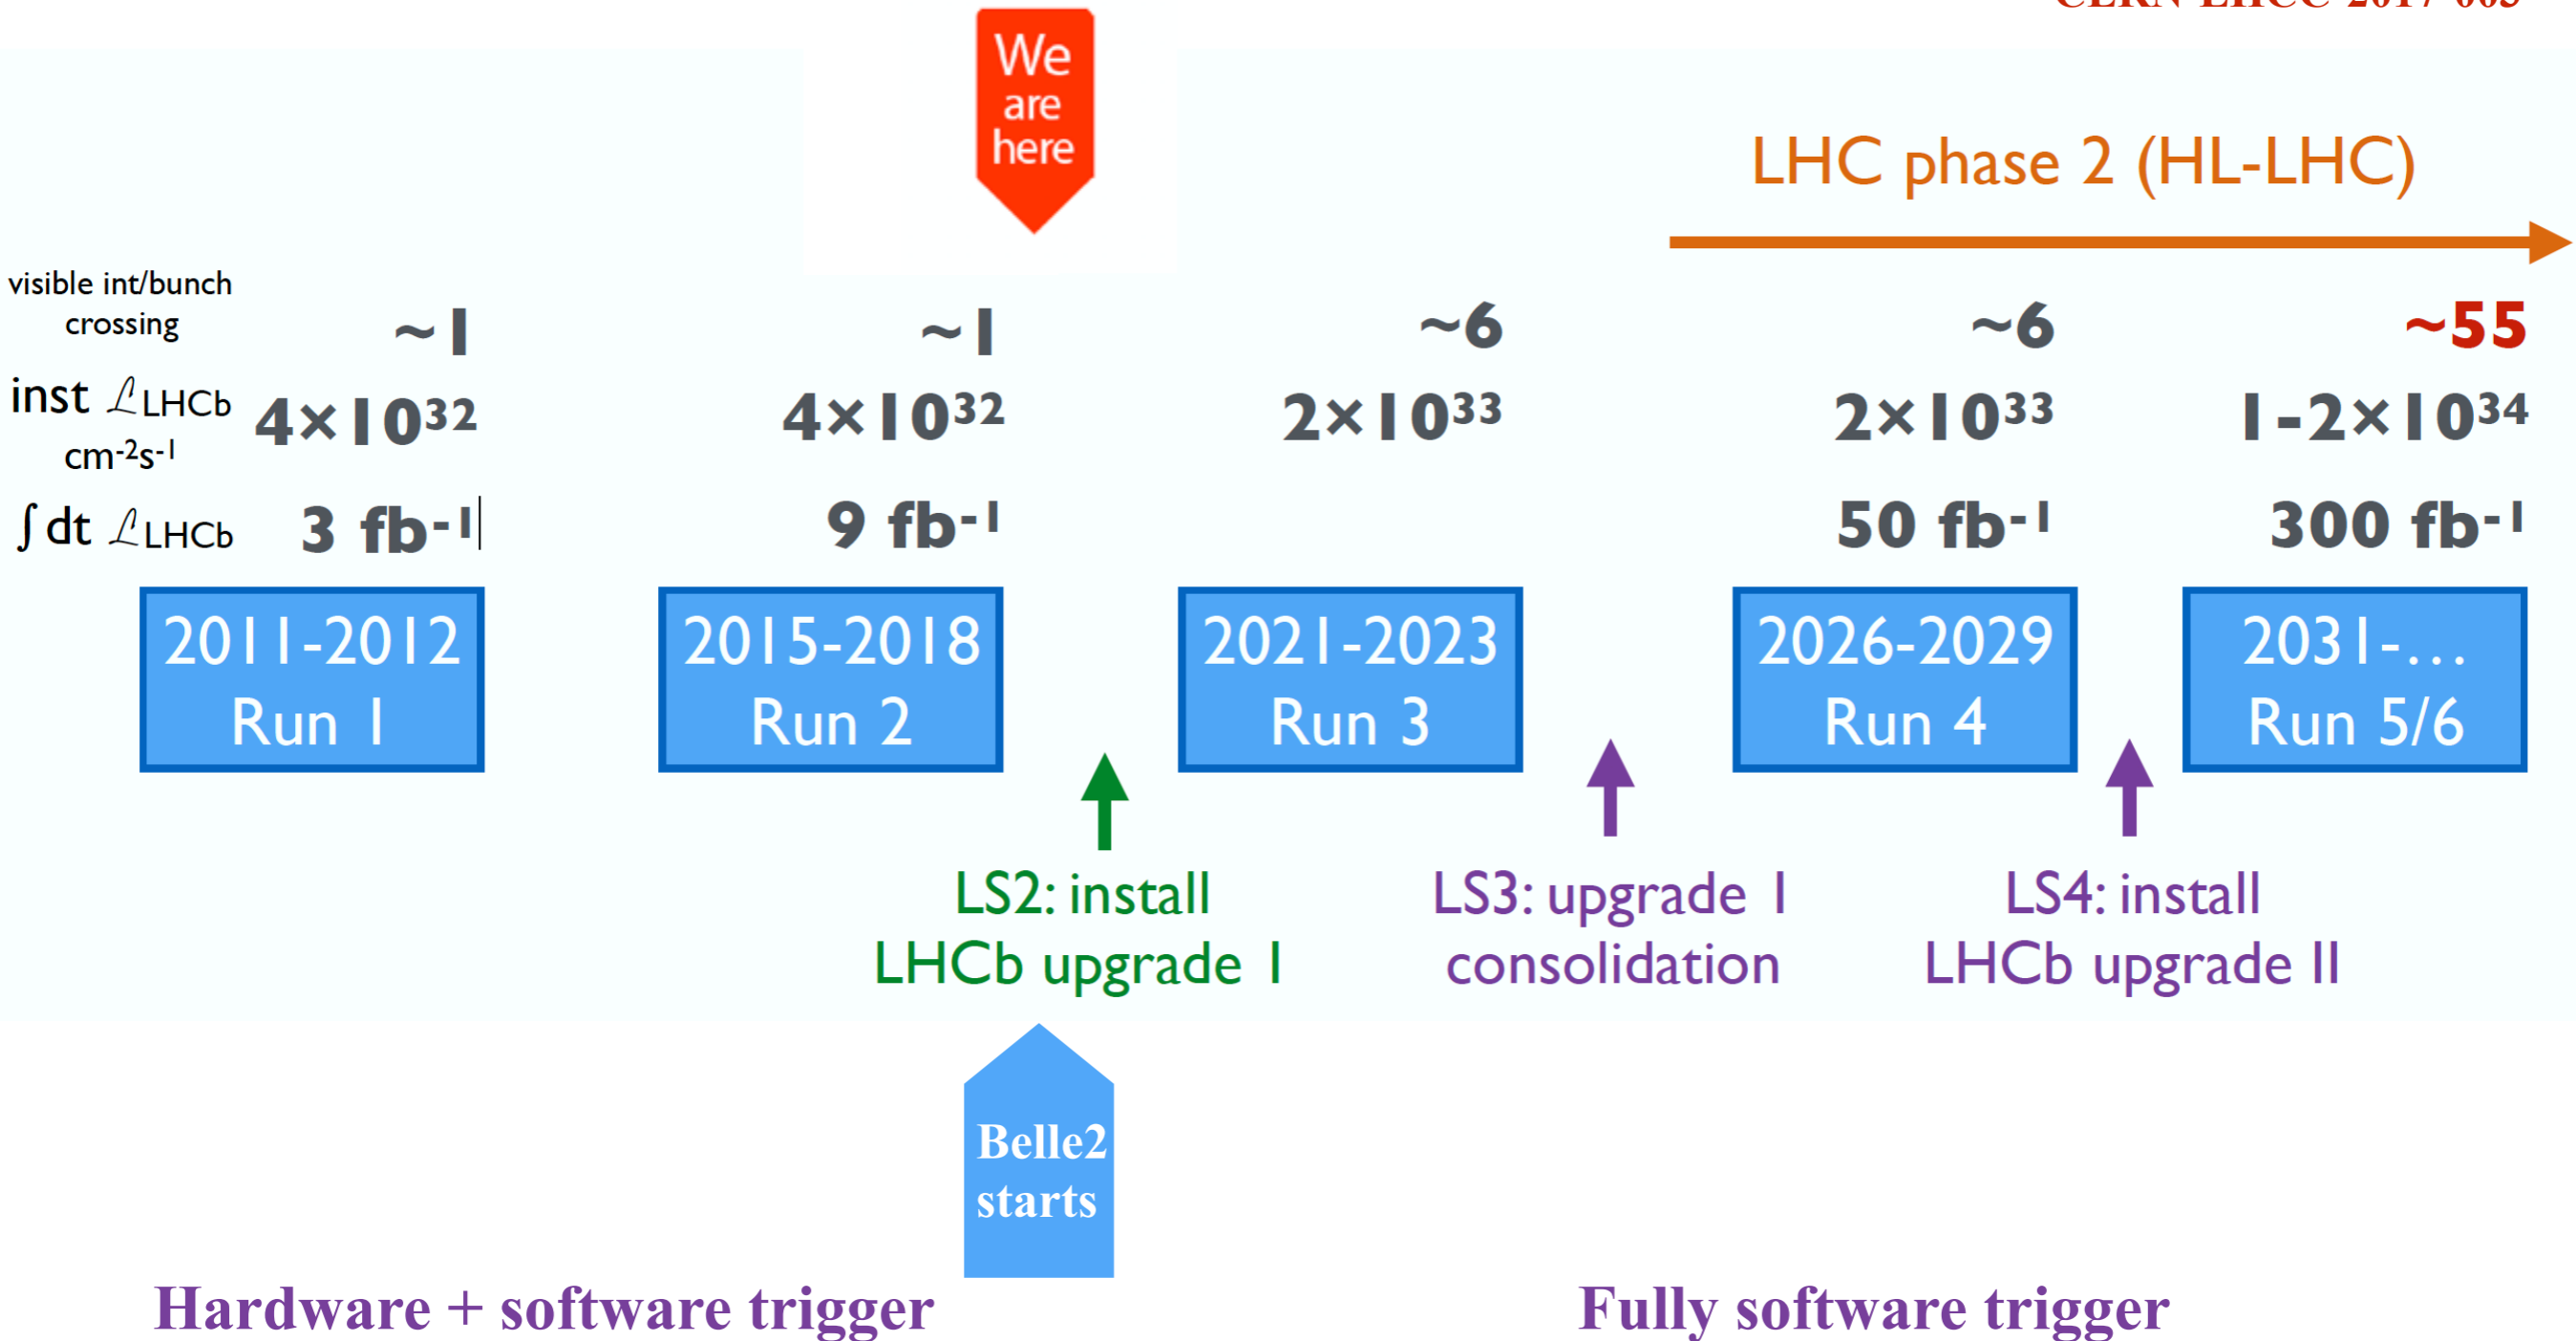 CERN-LHCC-2017-003
We
are
here
LHC phase 2 (HL-LHC)
visible int/bunch
crossing
~1 ~1 ~6 ~6 ~55
inst ℒLHCb
cm⁻²s⁻¹
4×10³² 4×10³² 2×10³³ 2×10³³ 1-2×10³⁴
∫dt ℒLHCb 3 fb⁻¹ 9 fb⁻¹ 50 fb⁻¹ 300 fb⁻¹
2011-2012 2015-2018 2021-2023 2026-2029 2031-…
Run 1 Run 2 Run 3 Run 4 Run 5/6
LS2: install LS3: upgrade I LS4: install
LHCb upgrade I consolidation LHCb upgrade II
Belle2
starts
Hardware + software trigger Fully software trigger